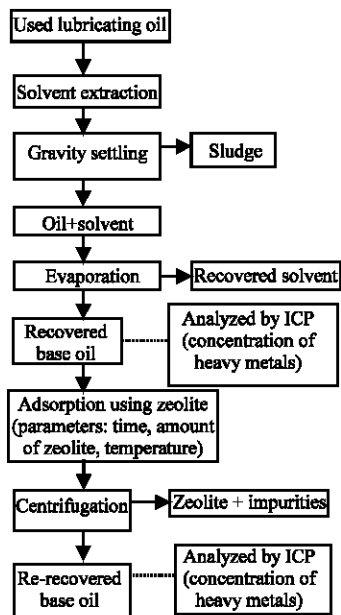 Used lubricating oil
Solvent extraction
Gravity settling
Sludge
Oil+solvent
Evaporation
Recovered solvent
Recovered
base oil
Analyzed by ICP
(concentration of
heavy metals)
Adsorption using zeolite
(parameters: time, amount
of zeolite, temperature)
Centrifugation
Zeolite + impurities
Re-recovered
base oil
Analyzed by ICP
(concentration of
heavy metals)